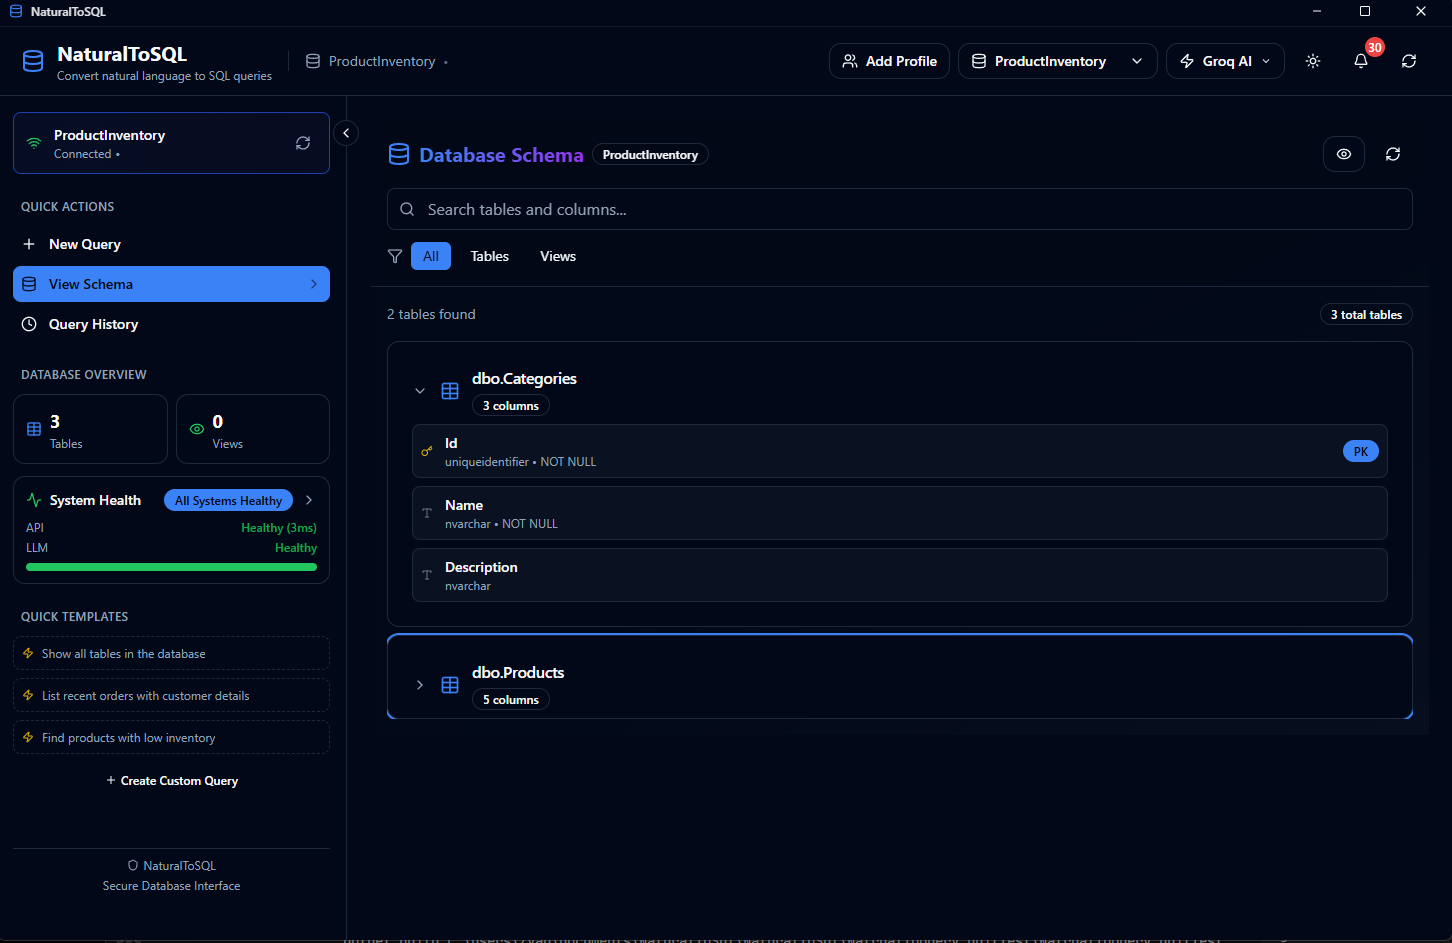 NaturalToSQL
NaturalToSQL
Convert natural language to SQL queries
ProductInventory •
Add Profile
ProductInventory
Groq AI
30
ProductInventory
Connected •
QUICK ACTIONS
New Query
View Schema
Query History
DATABASE OVERVIEW
3
Tables
0
Views
System Health
All Systems Healthy
API
Healthy (3ms)
LLM
Healthy
QUICK TEMPLATES
Show all tables in the database
List recent orders with customer details
Find products with low inventory
+ Create Custom Query
NaturalToSQL
Secure Database Interface
Database Schema
ProductInventory
Search tables and columns...
All
Tables
Views
2 tables found
3 total tables
dbo.Categories
3 columns
Id
uniqueidentifier • NOT NULL
PK
Name
nvarchar • NOT NULL
Description
nvarchar
dbo.Products
5 columns